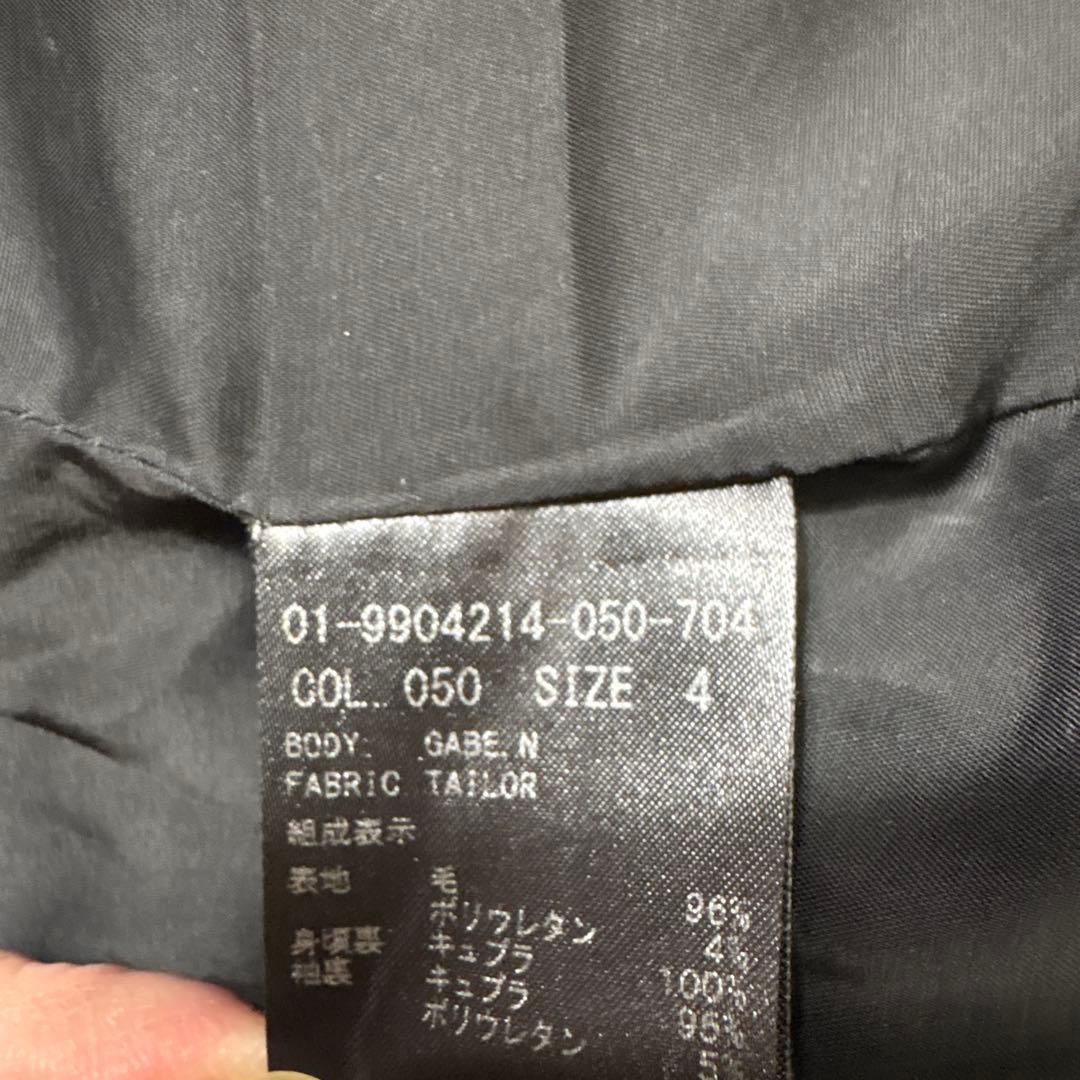 01-9904214-050-704
COL. 050 SIZE 4
BODY: GABE.N
FABRIC TAILOR
組成表示
表地 毛 96%
ポリウレタン 4%
身頃裏 キュプラ 100%
袖裏 キュプラ 95%
ポリウレタン 5%